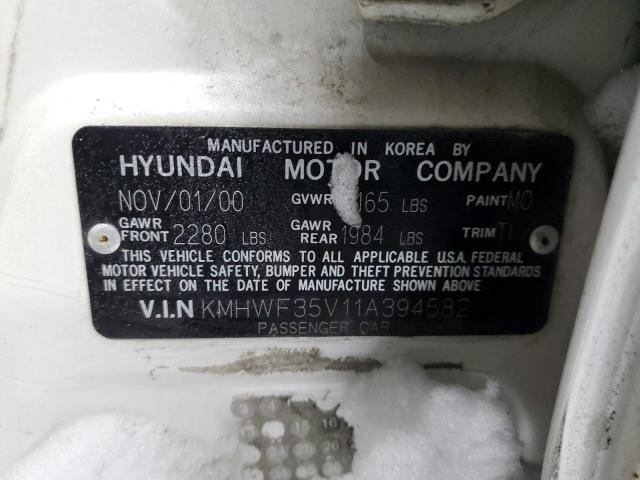 MANUFACTURED IN KOREA BY
HYUNDAI MOTOR COMPANY
NOV/01/00 GVWR 165 LBS PAINT MO
GAWR FRONT 2280 LBS GAWR REAR 1984 LBS TRIM TI
THIS VEHICLE CONFORMS TO ALL APPLICABLE U.S.A. FEDERAL
MOTOR VEHICLE SAFETY, BUMPER AND THEFT PREVENTION STANDARDS
IN EFFECT ON THE DATE OF MANUFACTURE SHOWN ABOVE
V.I.N KMHWF35V11A394582
PASSENGER CAR